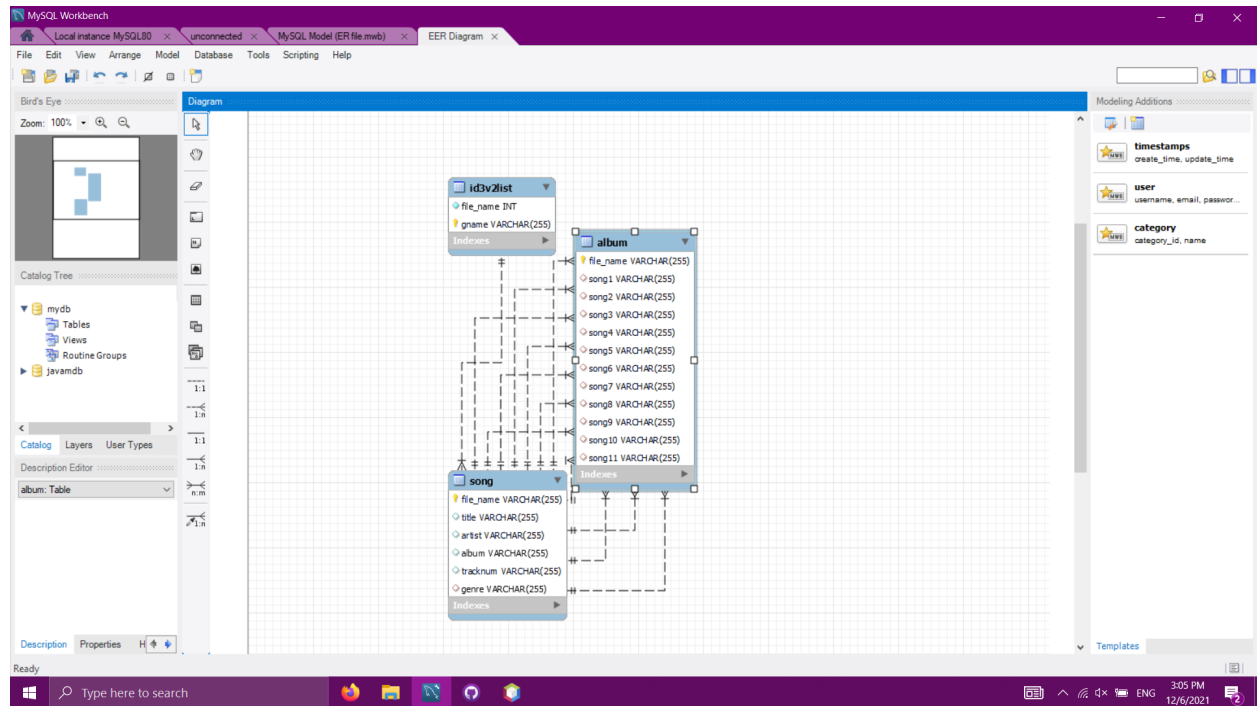 MySQL Workbench
Local instance MySQL80
unconnected
MySQL Model (ER file.mwb)
EER Diagram
File Edit View Arrange Model Database Tools Scripting Help
Bird's Eye
Zoom: 100%
Diagram
Modeling Additions
timestamps
create_time, update_time
user
username, email, passwor...
category
category_id, name
Catalog Tree
mydb
Tables
Views
Routine Groups
javamdb
Catalog Layers User Types
Description Editor
album: Table
Description Properties H
1:1
1:n
1:1
1:n
n:m
1:n
id3v2list
file_name INT
gname VARCHAR(255)
Indexes
album
file_name VARCHAR(255)
song1 VARCHAR(255)
song2 VARCHAR(255)
song3 VARCHAR(255)
song4 VARCHAR(255)
song5 VARCHAR(255)
song6 VARCHAR(255)
song7 VARCHAR(255)
song8 VARCHAR(255)
song9 VARCHAR(255)
song10 VARCHAR(255)
song11 VARCHAR(255)
Indexes
song
file_name VARCHAR(255)
title VARCHAR(255)
artist VARCHAR(255)
album VARCHAR(255)
tracknum VARCHAR(255)
genre VARCHAR(255)
Indexes
Templates
Ready
Type here to search
ENG
3:05 PM
12/6/2021
2